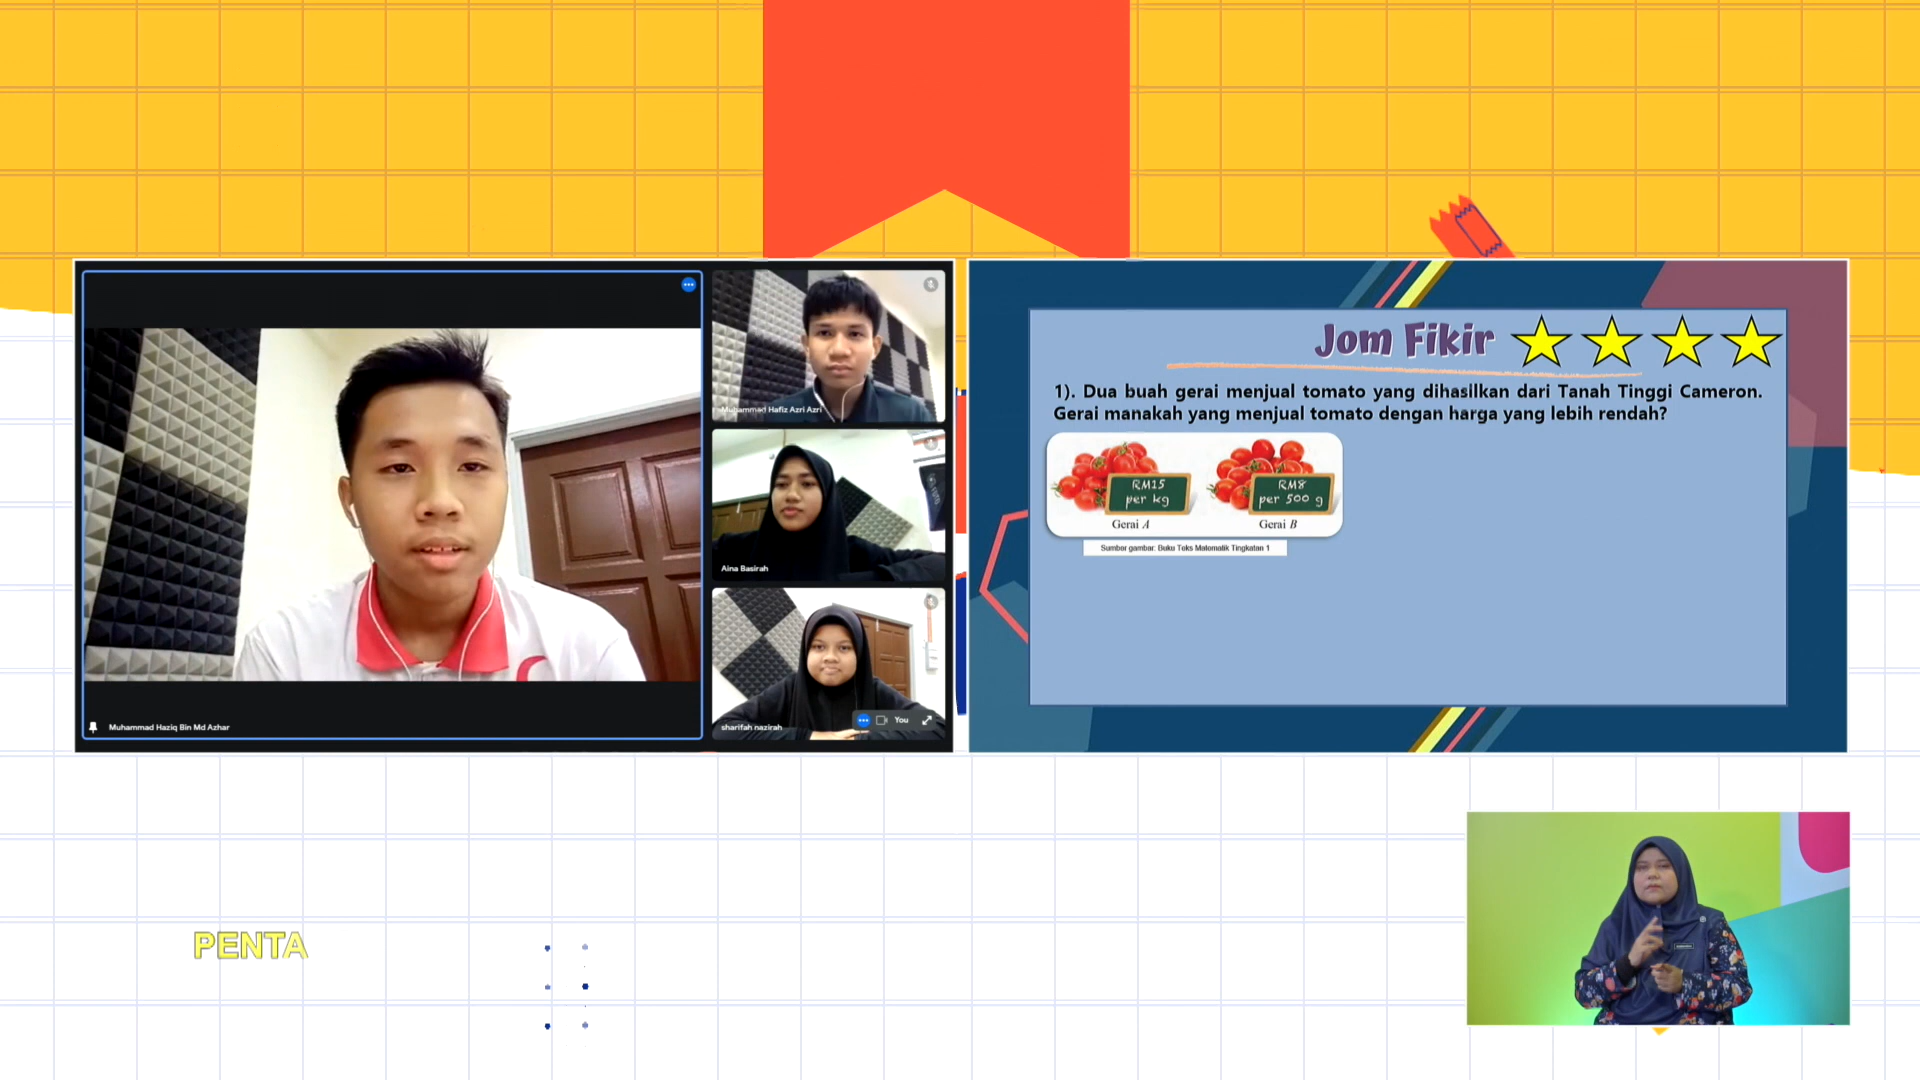 Muhammad Hafiz Azri Azri
Aina Basirah
sharifah nazirah
You
Muhammad Haziq Bin Md Azhar
Jom Fikir
1). Dua buah gerai menjual tomato yang dihasilkan dari Tanah Tinggi Cameron.
Gerai manakah yang menjual tomato dengan harga yang lebih rendah?
RM15
per kg
RM8
per 500 g
Gerai A
Gerai B
Sumber gambar: Buku Teks Matematik Tingkatan 1
PENTA